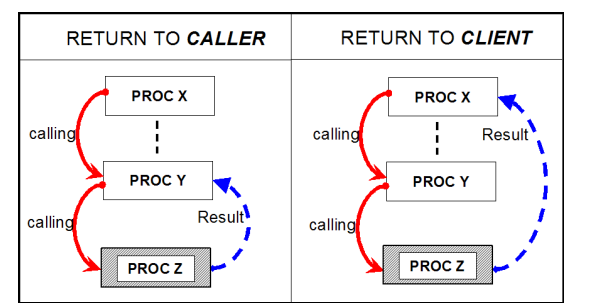 RETURN TO CALLER
PROC X
calling
PROC Y
calling
Result
PROC Z
RETURN TO CLIENT
PROC X
calling
Result
PROC Y
calling
PROC Z